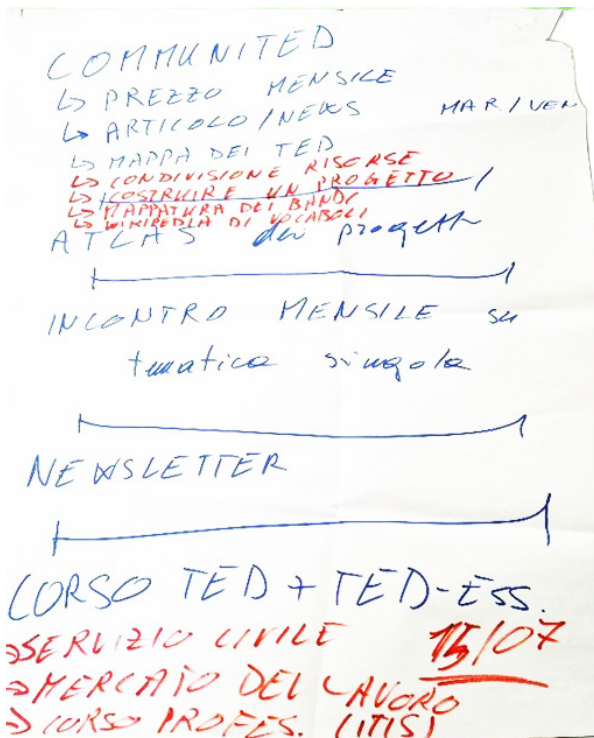 COMMUNITED
↳ PREZZO MENSILE
↳ ARTICOLO/NEWS MAR/VEN
↳ MAPPA DEI TED
↳ CONDIVISIONE RISORSE
↳ COSTRUIRE UN PROGETTO
↳ MAPPATURA DEI BANDI
↳ WIKIPEDIA DI VOCABOLI
ATLAS dei progetti
INCONTRO MENSILE su
tematica singola
NEWSLETTER
CORSO TED + TED-ESS.
→SERVIZIO CIVILE 15/07
→MERCATO DEL LAVORO
→CORSO PROFES. (ITIS)